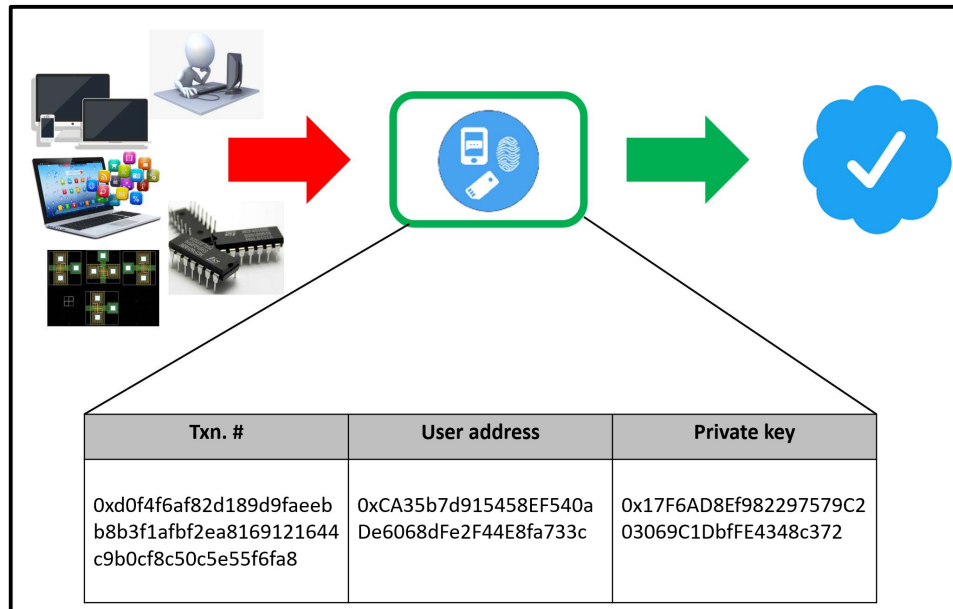 Txn. #
User address
Private key
0xd0f4f6af82d189d9faeeb
b8b3f1afbf2ea8169121644
c9b0cf8c50c5e55f6fa8
0xCA35b7d915458EF540a
De6068dFe2F44E8fa733c
0x17F6AD8Ef982297579C2
03069C1DbfFE4348c372